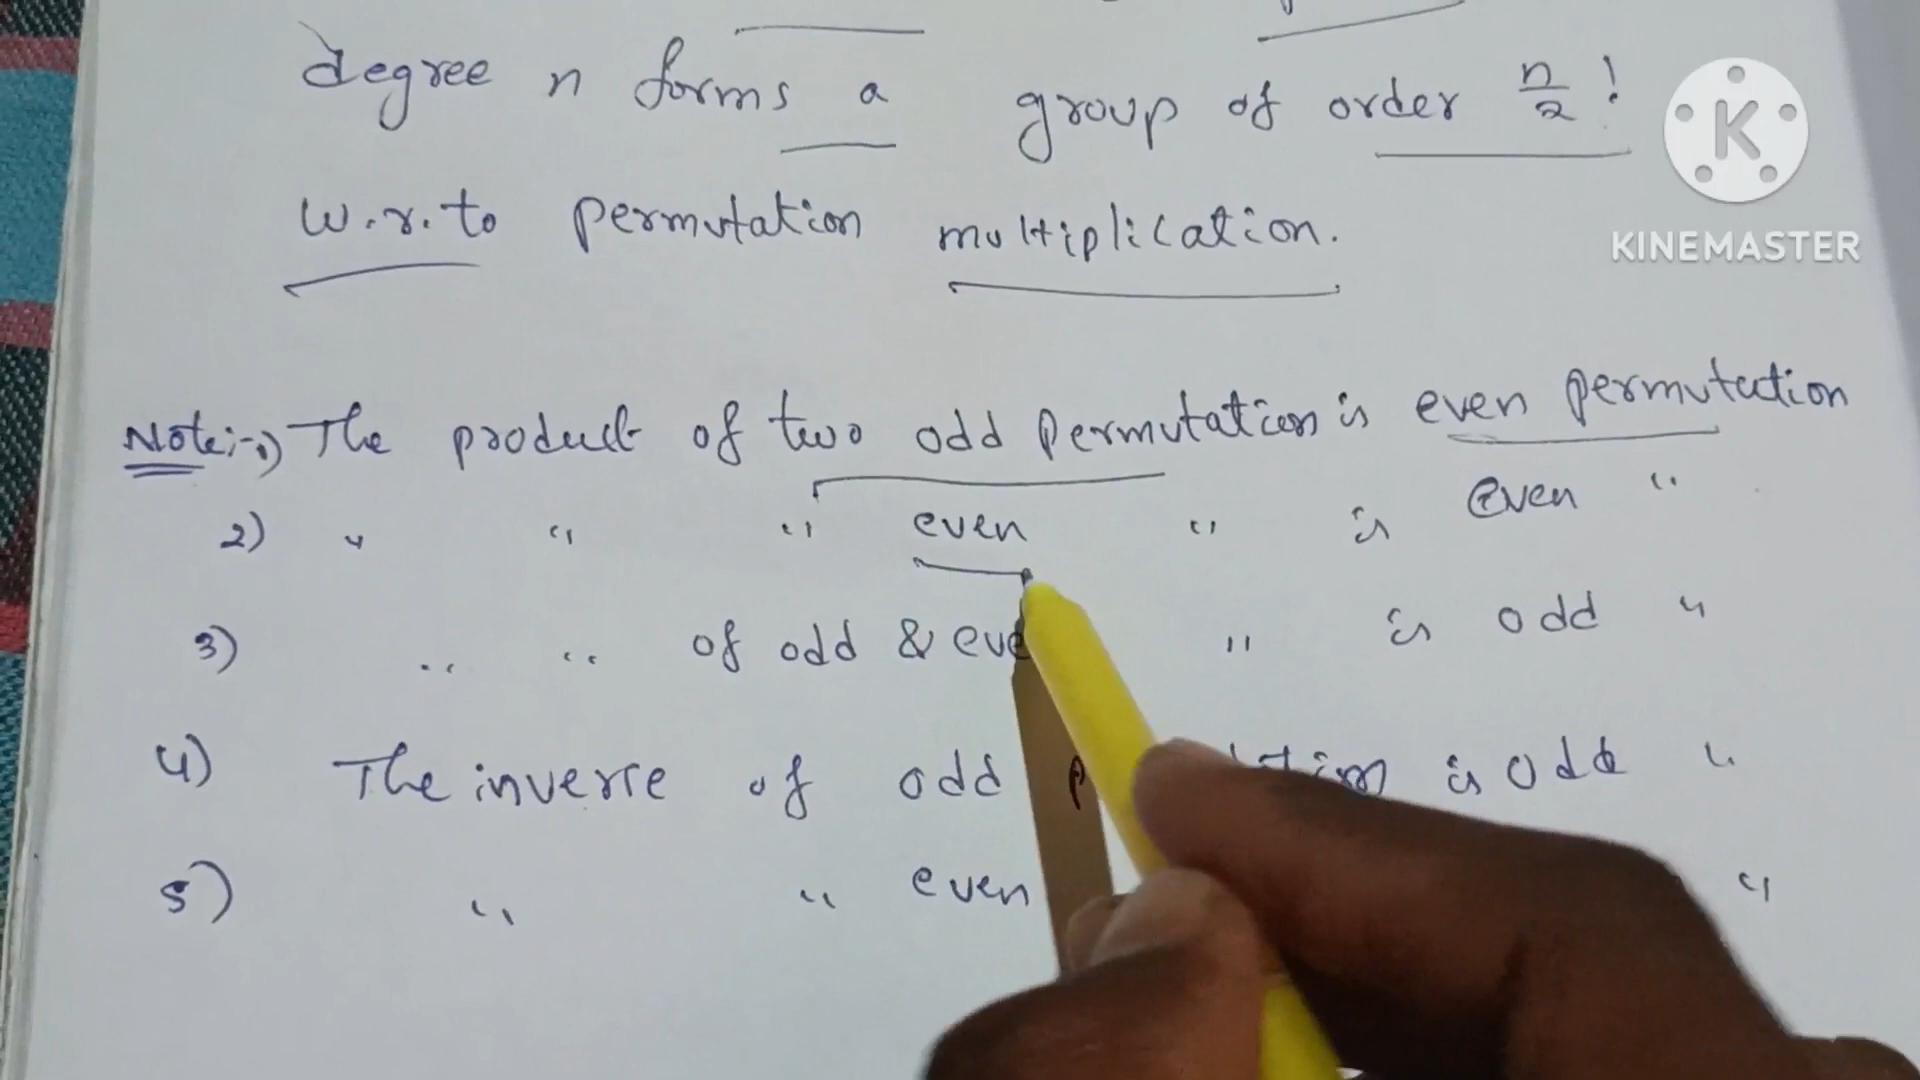 degree n forms a group of order n/2 !
w.r.to permutation multiplication.
K
KINEMASTER
Note:-1) The product of two odd permutation is even permutation
2) " " " even " is even "
3) " " of odd & eve " is odd "
4) The inverse of odd is odd "
5) " " even "